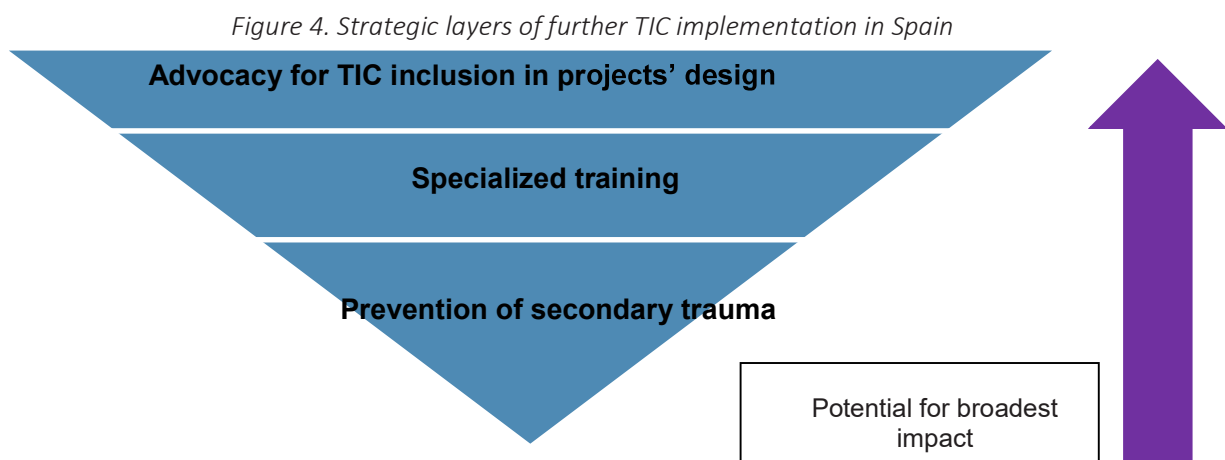 Figure 4. Strategic layers of further TIC implementation in Spain
Advocacy for TIC inclusion in projects’ design
Specialized training
Prevention of secondary trauma
Potential for broadest
impact